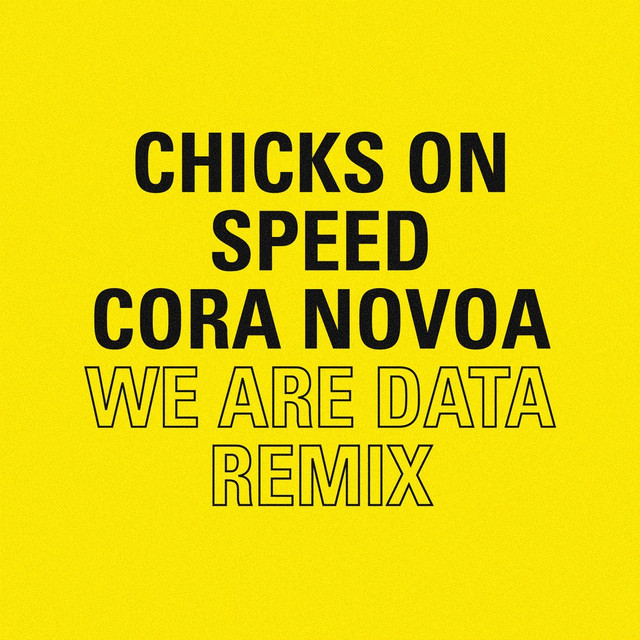 CHICKS ON
SPEED
CORA NOVOA
WE ARE DATA
REMIX